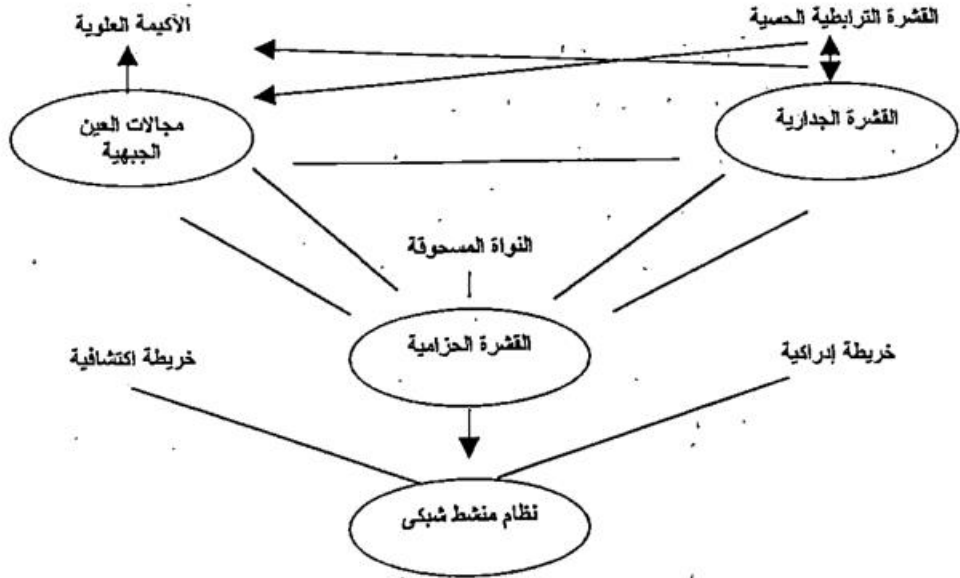 القشرة الترابطية الحسية
الأكيمة العلوية
القشرة الجدارية
مجالات العين
الجبهية
النواة المسحوقة
القشرة الحزامية
خريطة إدراكية
خريطة اكتشافية
نظام منشط شبكى